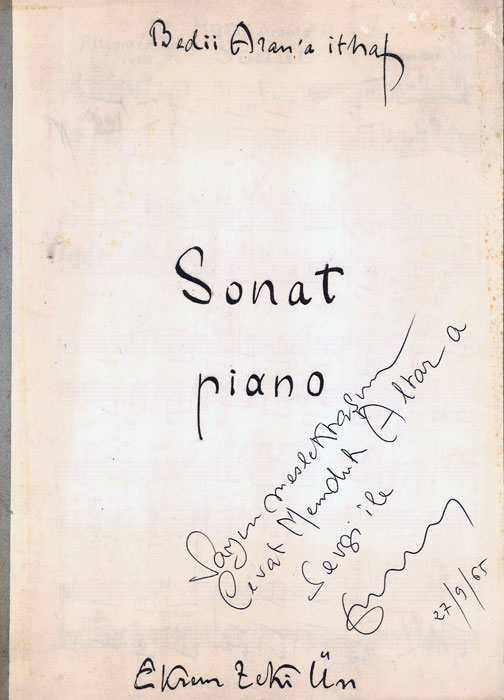 Bedii Aran'a ithaf
Sonat
piano
Sayın meslektaşım
Cevat Memduh Altar a
Sevgi ile
27/9/65
Ekrem Zeki Ün